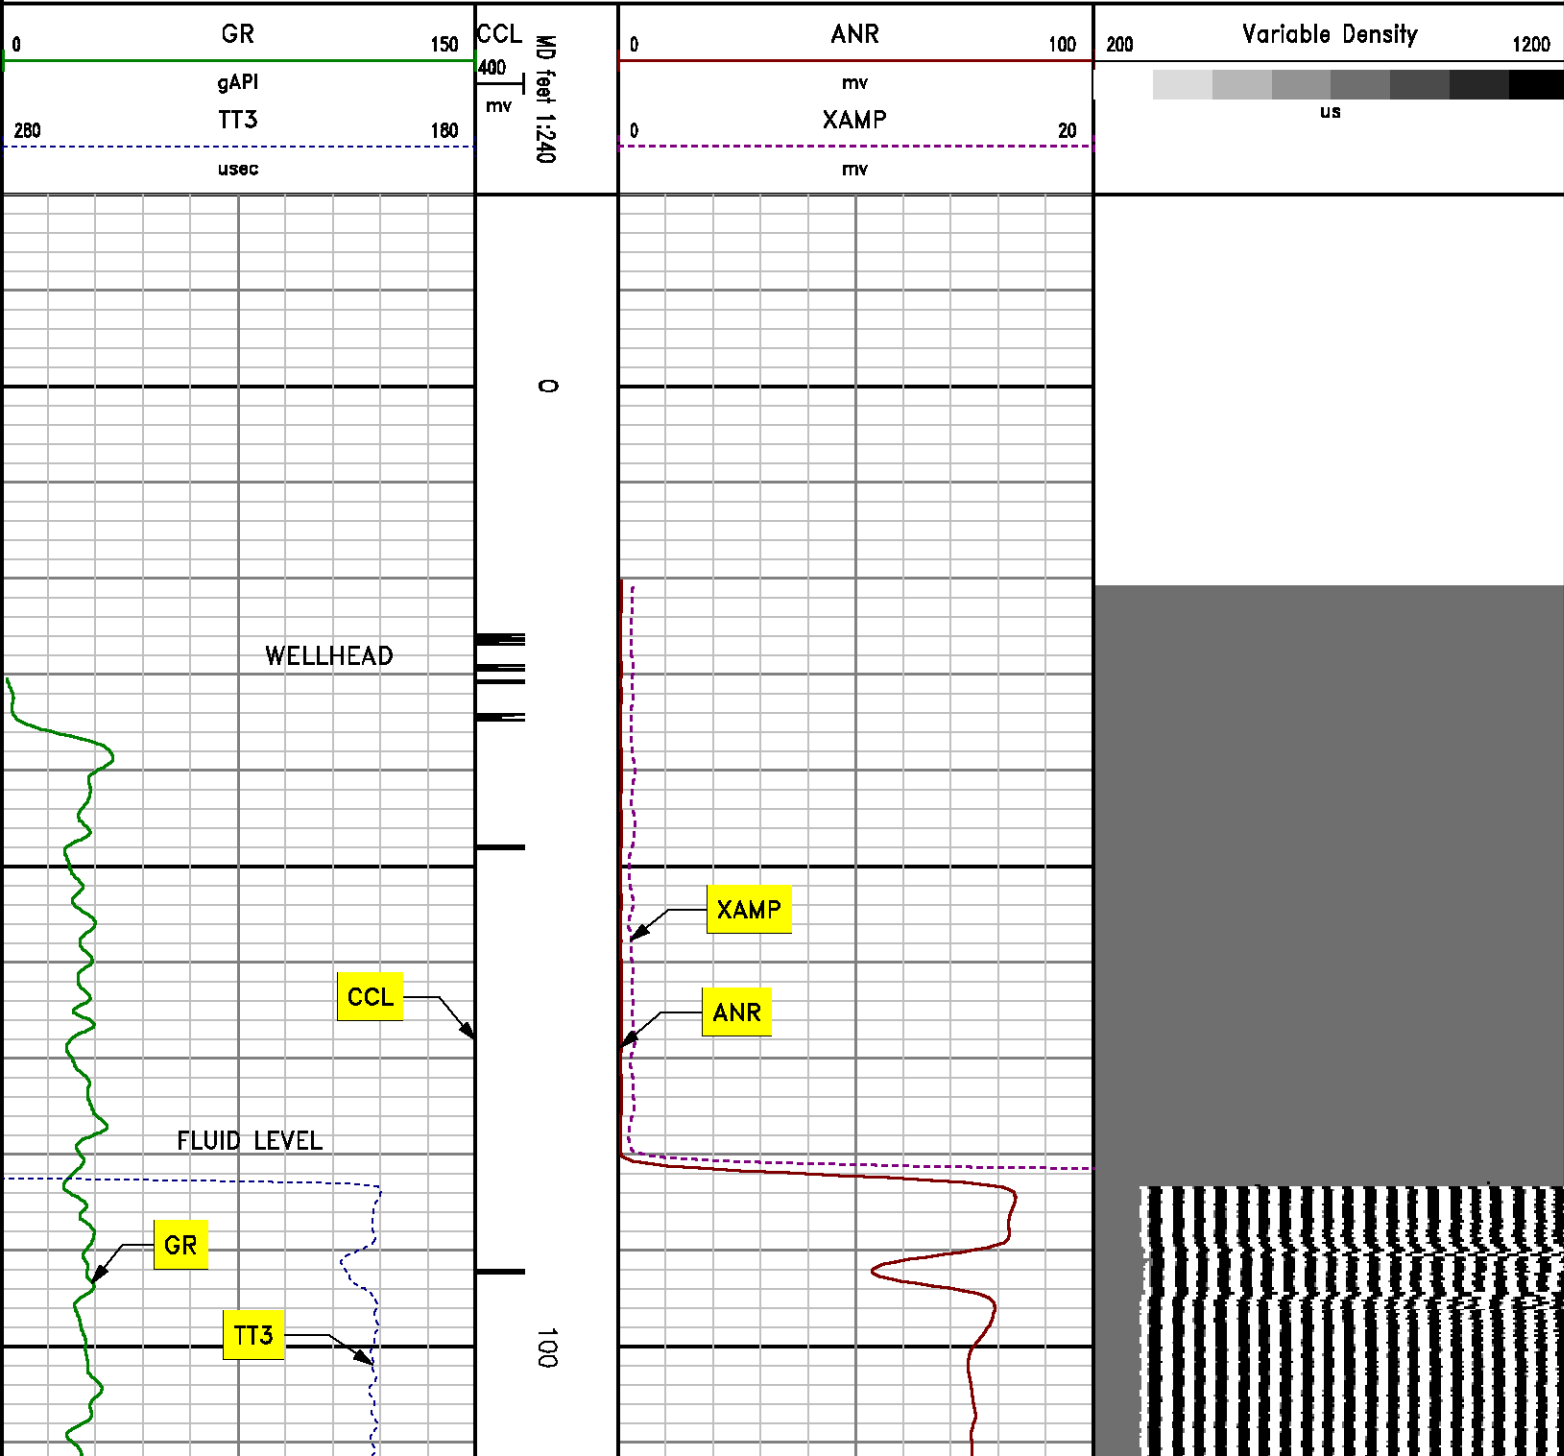 GR CCL ANR Variable Density
0 150 0 100 200 1200
400
gAPI mv mv us
MD feet 1:240
TT3 XAMP
280 180 0 20
usec mv
0
WELLHEAD
XAMP
CCL
ANR
FLUID LEVEL
GR
TT3
100